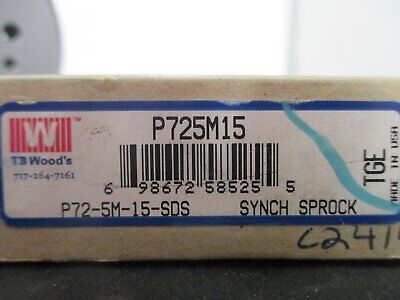 W™
TB Wood's
717-264-7161
P725M15
6 98672 58525 5
P72-5M-15-SDS
SYNCH SPROCK
TGE
MADE IN USA